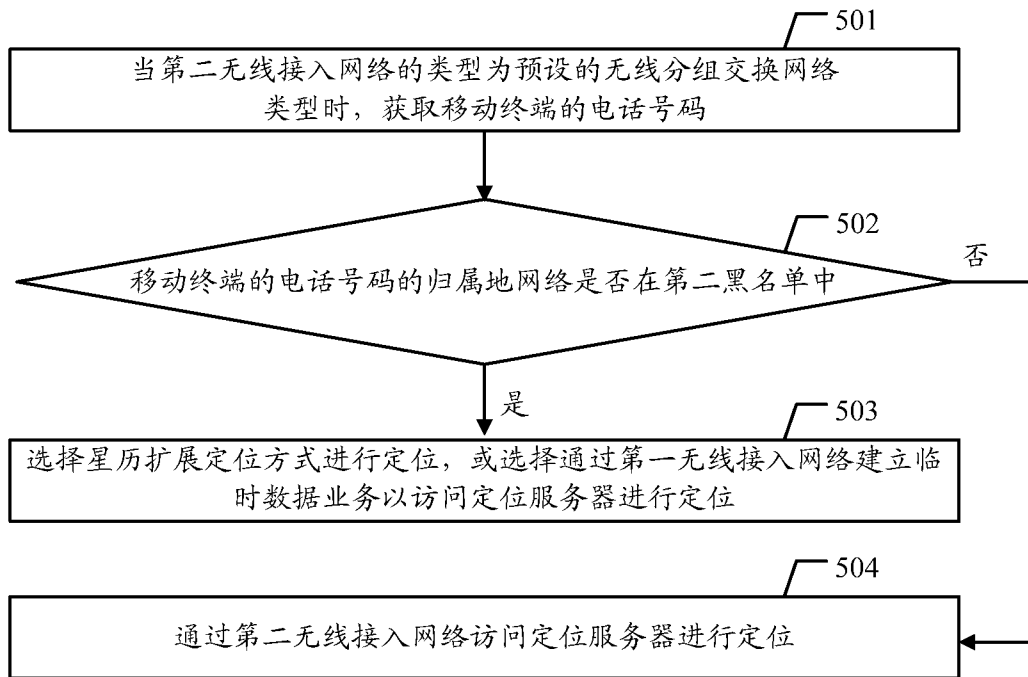 501
当第二无线接入网络的类型为预设的无线分组交换网络
类型时，获取移动终端的电话号码
502
否
移动终端的电话号码的归属地网络是否在第二黑名单中
是
503
选择星历扩展定位方式进行定位，或选择通过第一无线接入网络建立临
时数据业务以访问定位服务器进行定位
504
通过第二无线接入网络访问定位服务器进行定位